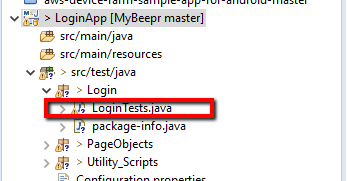 aws-device-farm-sample-app-for-android-master
> LoginApp [MyBeepr master]
src/main/java
src/main/resources
> src/test/java
> Login
LoginTests.java
package-info.java
> PageObjects
> Utility_Scripts
Configuration.properties